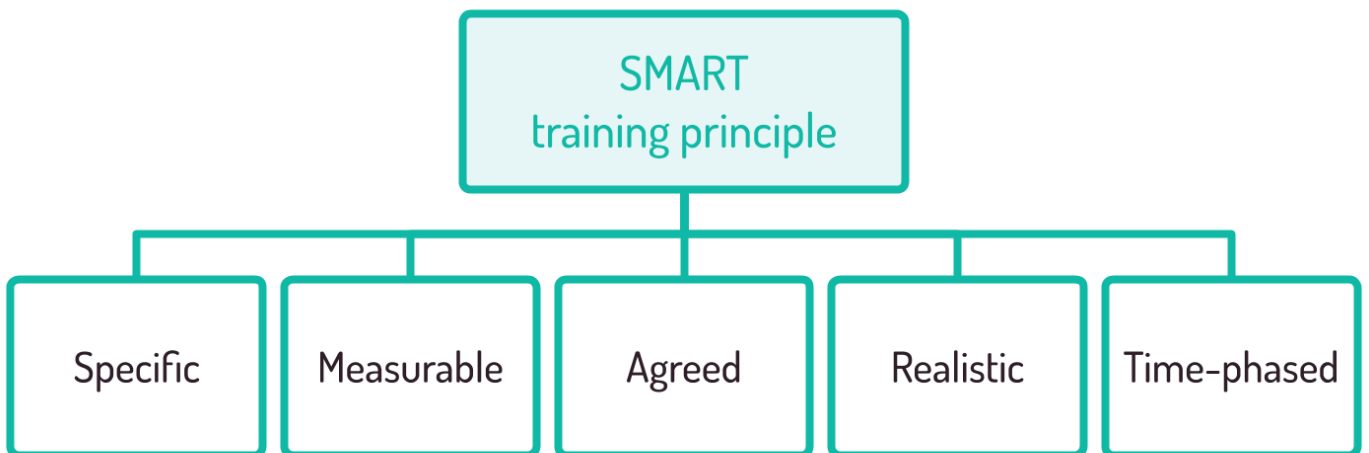 SMART
training principle
Specific
Measurable
Agreed
Realistic
Time-phased